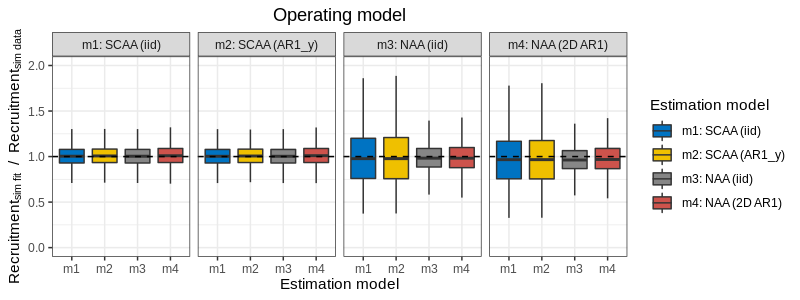 Operating model
m1: SCAA (iid)
m2: SCAA (AR1_y)
m3: NAA (iid)
m4: NAA (2D AR1)
Recruitment sim fit / Recruitment sim data
2.0
1.5
1.0
0.5
0.0
m1 m2 m3 m4
m1 m2 m3 m4
m1 m2 m3 m4
m1 m2 m3 m4
Estimation model
Estimation model
m1: SCAA (iid)
m2: SCAA (AR1_y)
m3: NAA (iid)
m4: NAA (2D AR1)